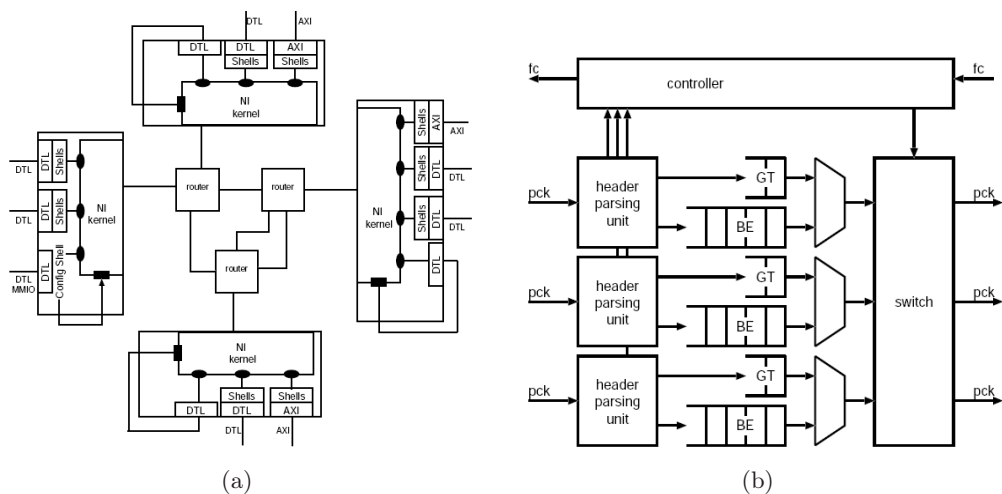 DTL
AXI
DTL
DTL
AXI
Shells
Shells
NI
kernel
DTL
DTL
Shells
DTL
DTL
Shells
DTL
MMIO
DTL
Config Shell
NI
kernel
router
router
router
NI
kernel
Shells
AXI
AXI
Shells
DTL
DTL
Shells
DTL
DTL
DTL
NI
kernel
Shells
Shells
DTL
DTL
AXI
DTL
AXI
(a)
fc
controller
fc
pck
header
parsing
unit
GT
BE
pck
pck
header
parsing
unit
GT
BE
switch
pck
pck
header
parsing
unit
GT
BE
pck
(b)